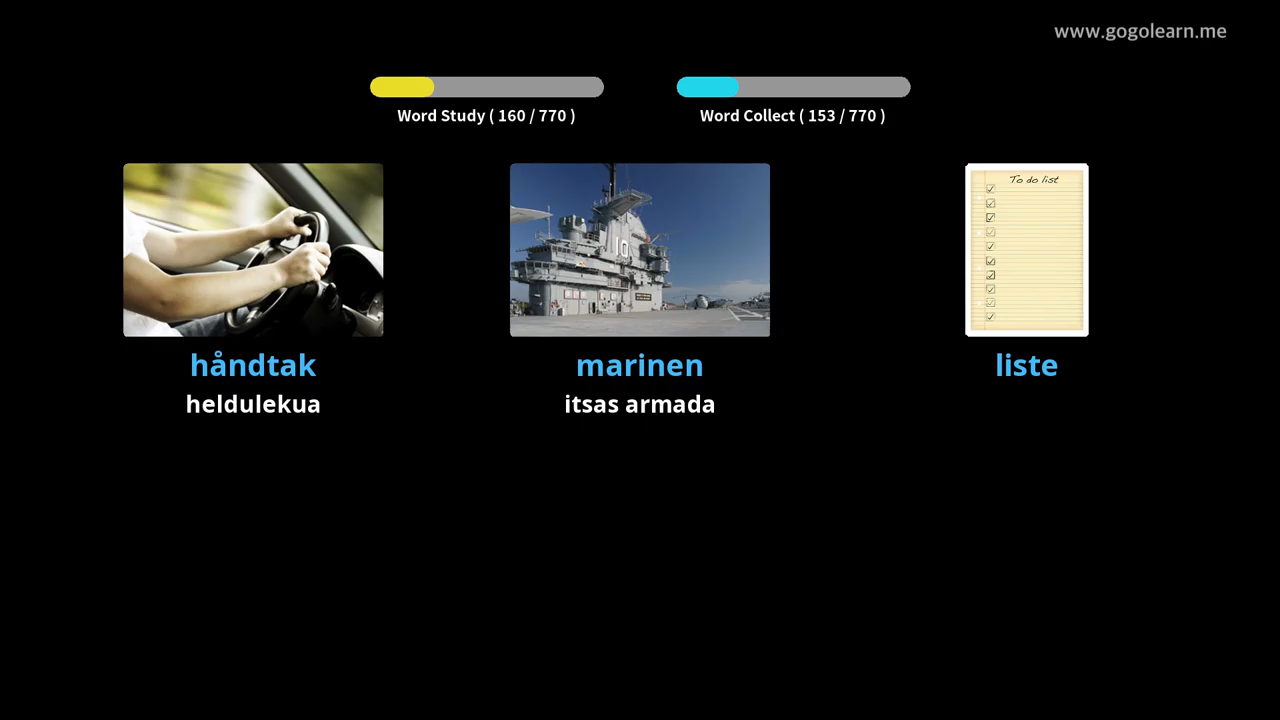 www.gogolearn.me
Word Study ( 160 / 770 )
Word Collect ( 153 / 770 )
10
To do list
håndtak
marinen
liste
heldulekua
itsas armada